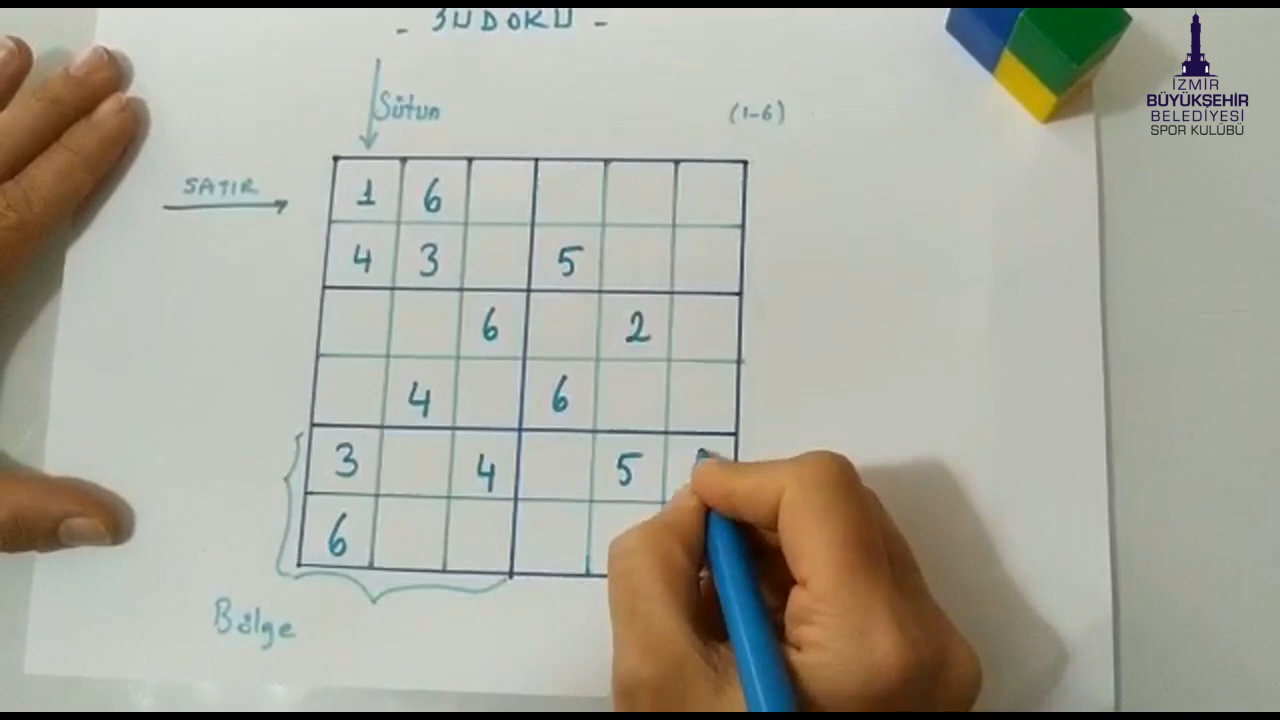 - SUDOKU -
Sütun
(1-6)
SATIR
1 6
4 3 5
6 2
4 6
3 4 5
6
Bölge
İZMİR
BÜYÜKŞEHİR
BELEDİYESİ
SPOR KULÜBÜ